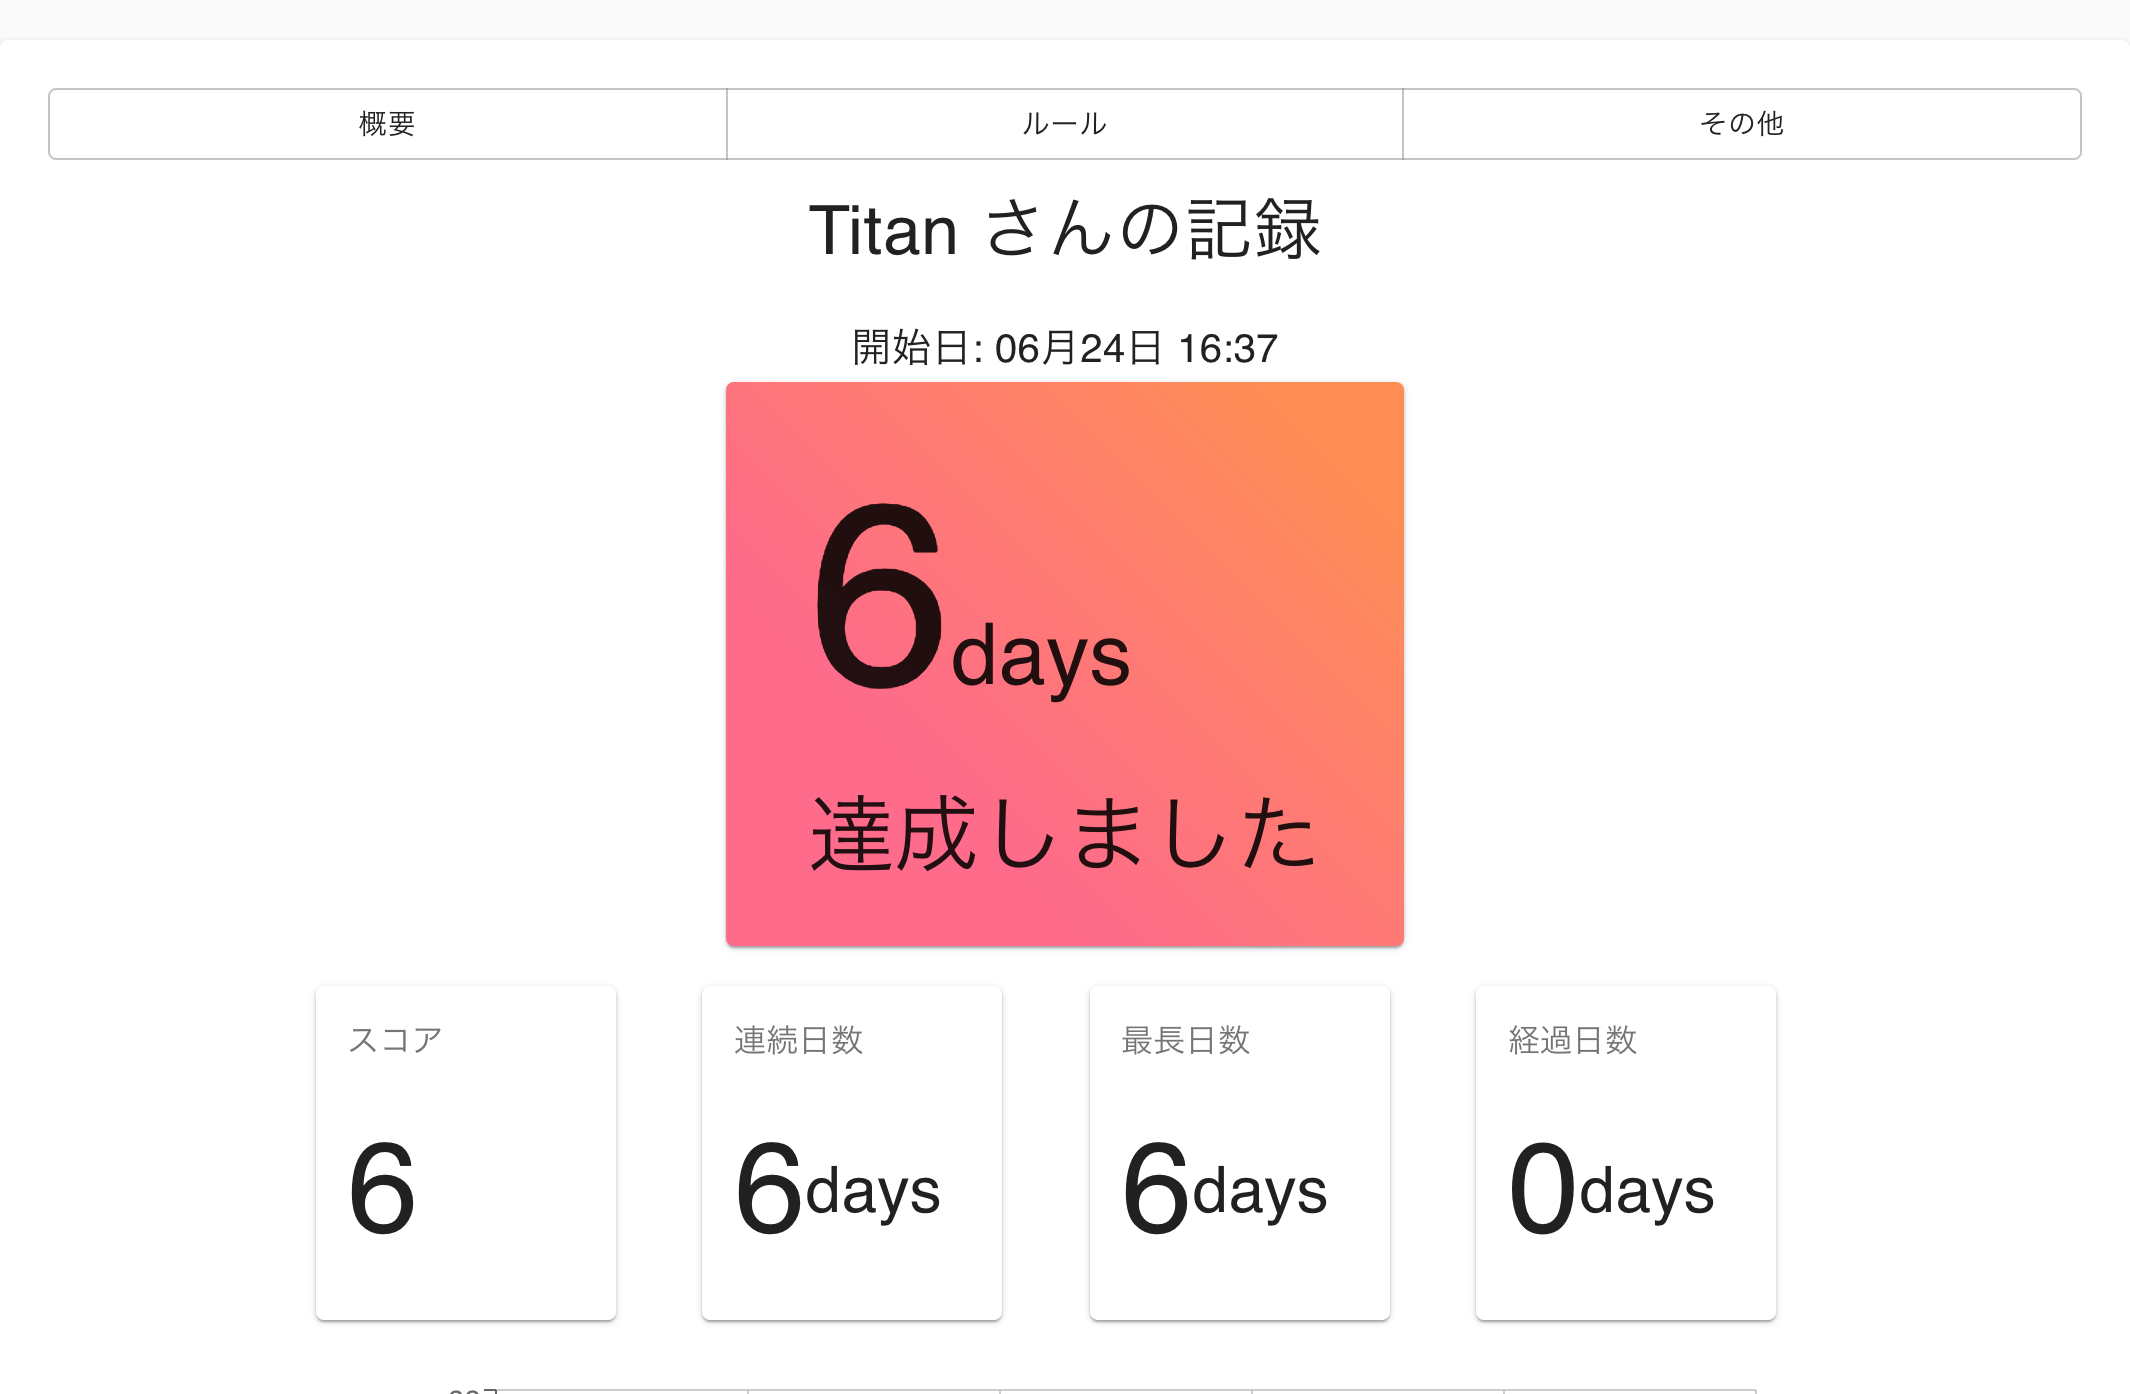 概要
ルール
その他
Titan さんの記録
開始日: 06月24日 16:37
6days
達成しました
スコア
連続日数
最長日数
経過日数
6
6days
6days
0days